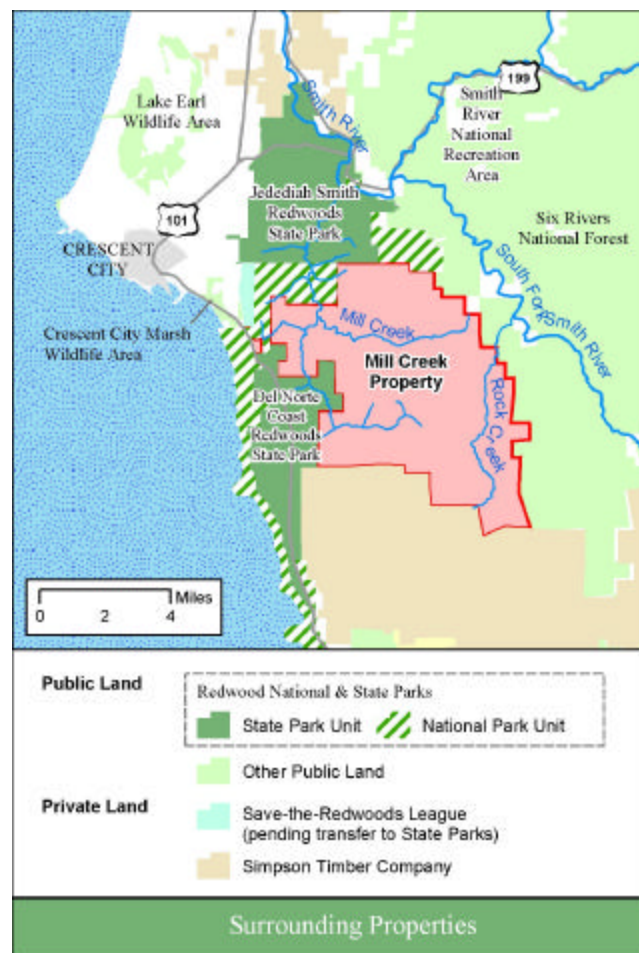 Lake Earl
Wildlife Area
Smith River
199
Smith
River
National
Recreation
Area
Jedediah Smith
Redwoods
State Park
101
CRESCENT
CITY
Six Rivers
National Forest
South Fork Smith River
Crescent City Marsh
Wildlife Area
Mill Creek
Mill Creek
Property
Rock Creek
Del Norte
Coast
Redwoods
State Park
Miles
0 2 4
Public Land
Redwood National & State Parks
State Park Unit National Park Unit
Other Public Land
Private Land
Save-the-Redwoods League
(pending transfer to State Parks)
Simpson Timber Company
Surrounding Properties